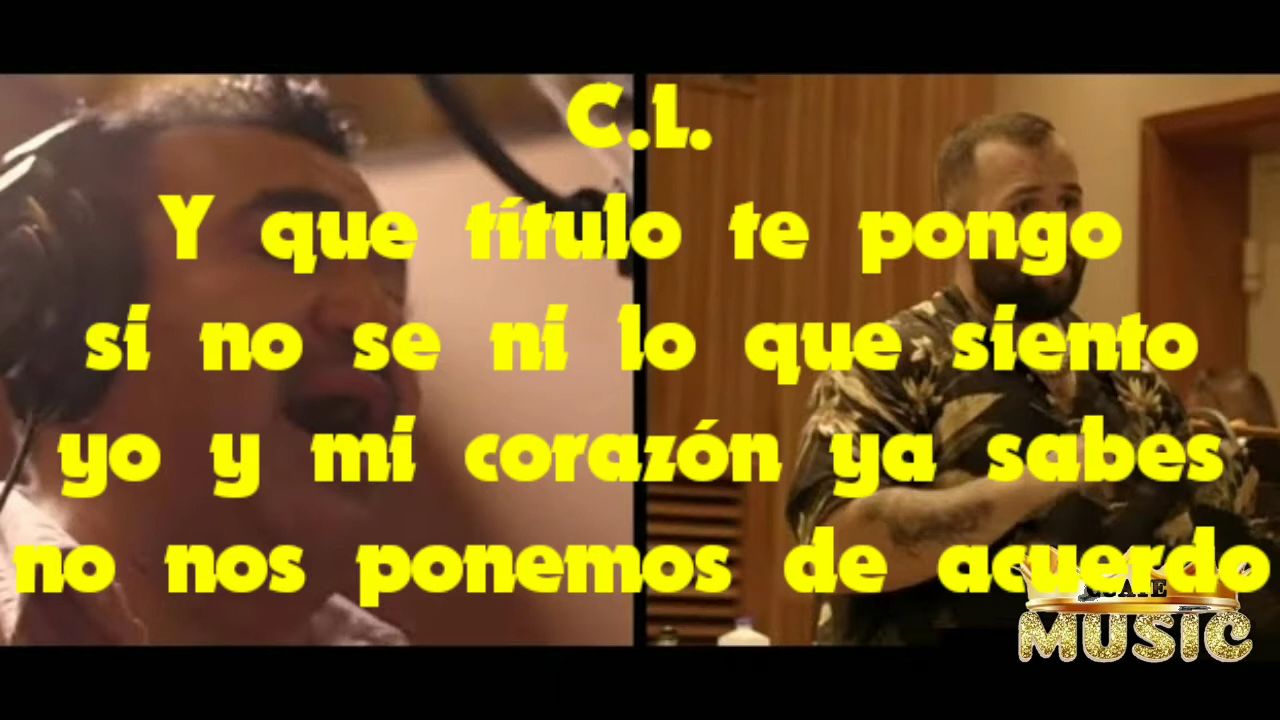 C.L.
Y que título te pongo
si no se ni lo que siento
yo y mi corazón ya sabes
no nos ponemos de acuerdo
MUSIC